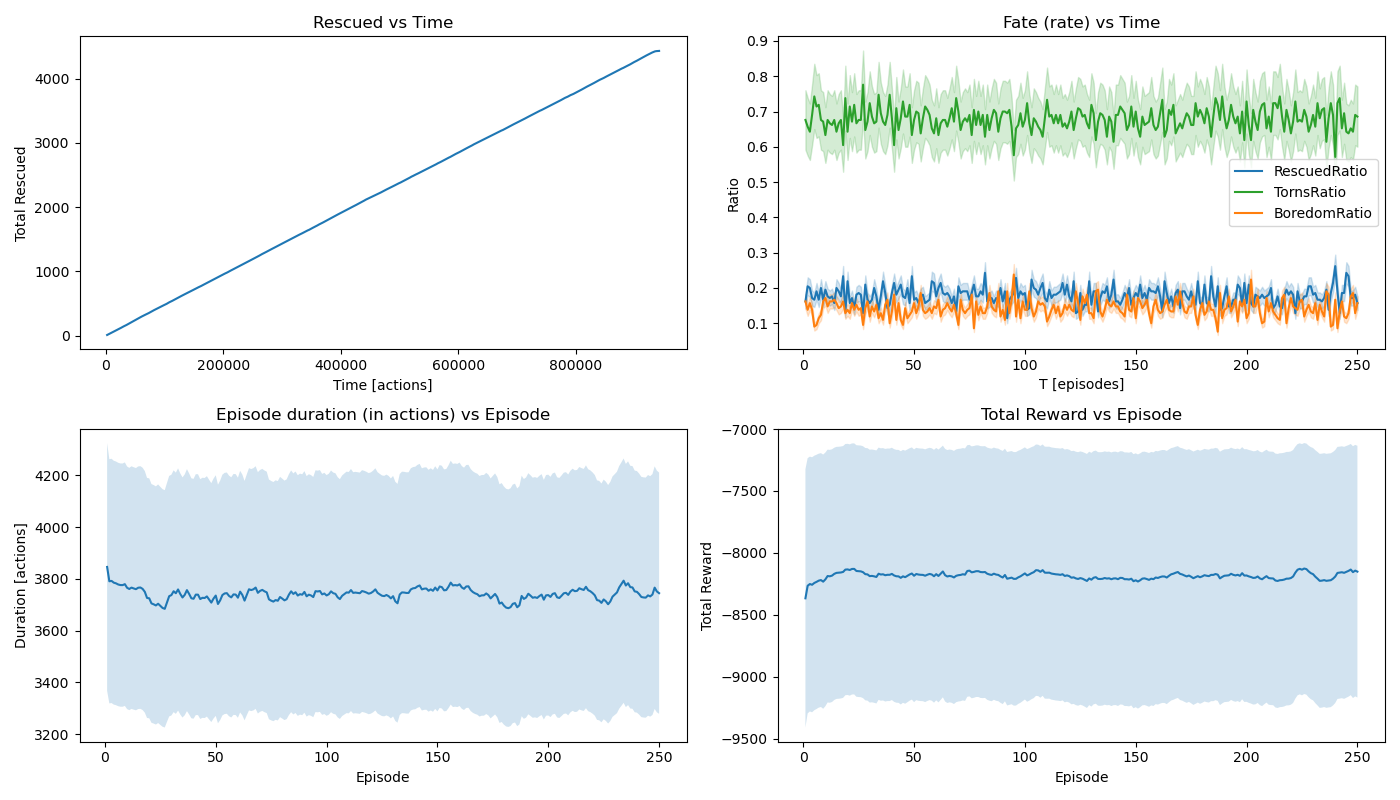 Rescued vs Time
4000
3000
2000
1000
0
Total Rescued
0 200000 400000 600000 800000
Time [actions]
Fate (rate) vs Time
0.9
0.8
0.7
0.6
0.5
0.4
0.3
0.2
0.1
Ratio
RescuedRatio
TornsRatio
BoredomRatio
0 50 100 150 200 250
T [episodes]
Episode duration (in actions) vs Episode
4200
4000
3800
3600
3400
3200
Duration [actions]
0 50 100 150 200 250
Episode
Total Reward vs Episode
−7000
−7500
−8000
−8500
−9000
−9500
Total Reward
0 50 100 150 200 250
Episode